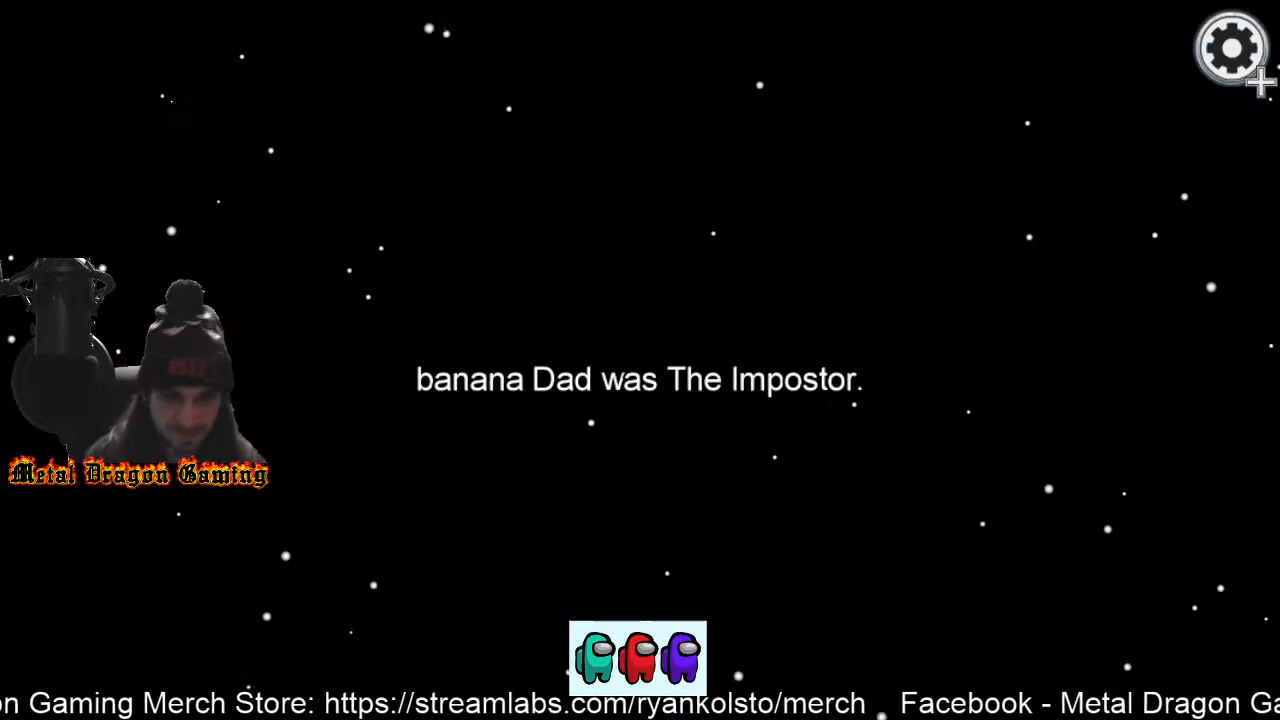 banana Dad was The Impostor.
Metal Dragon Gaming
on Gaming Merch Store: https://streamlabs.com/ryankolsto/merch Facebook - Metal Dragon Ga